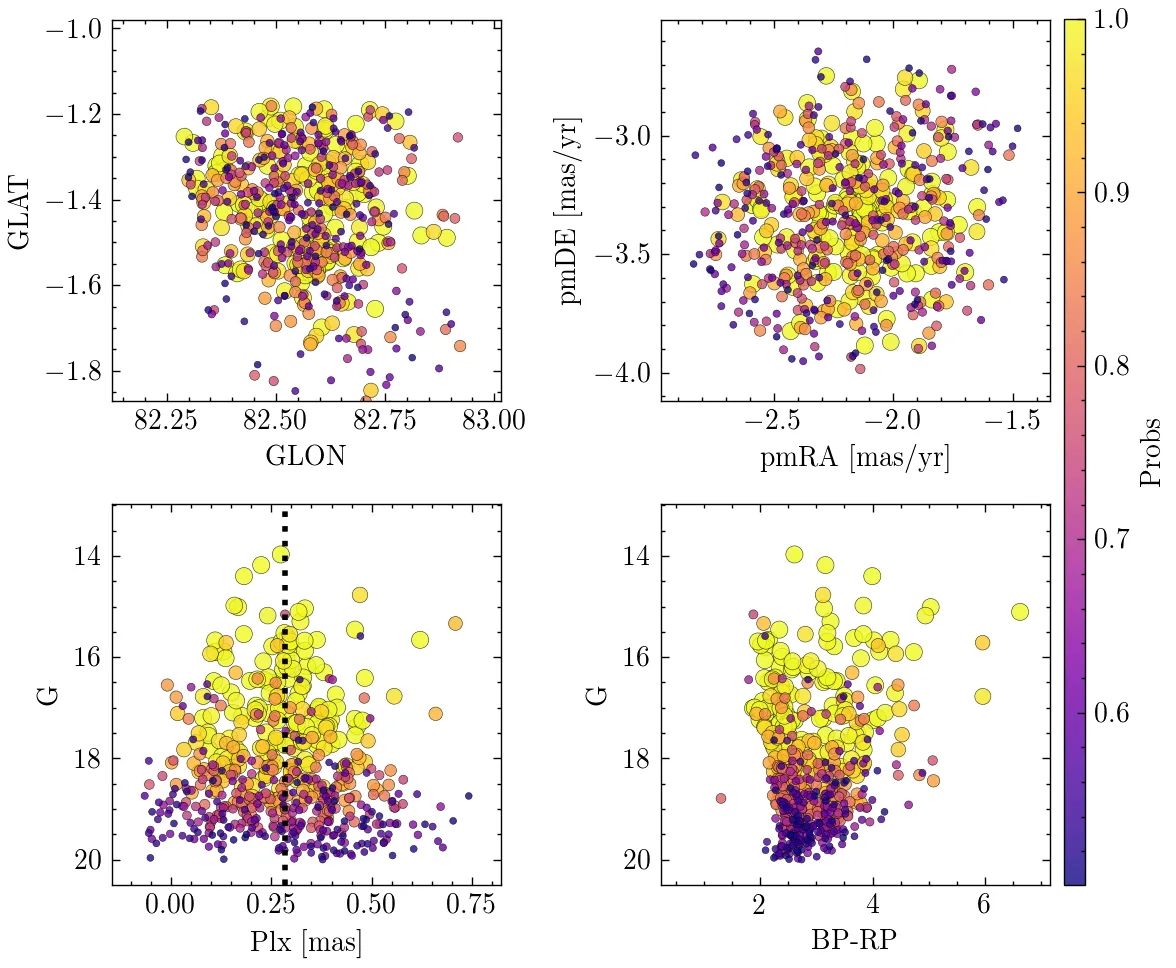 −1.0
−1.2
−1.4
−1.6
−1.8
GLAT
82.25 82.50 82.75 83.00
GLON
−3.0
−3.5
−4.0
pmDE [mas/yr]
−2.5 −2.0 −1.5
pmRA [mas/yr]
14
16
18
20
G
0.00 0.25 0.50 0.75
Plx [mas]
14
16
18
20
G
2 4 6
BP-RP
1.0
0.9
0.8
0.7
0.6
Probs